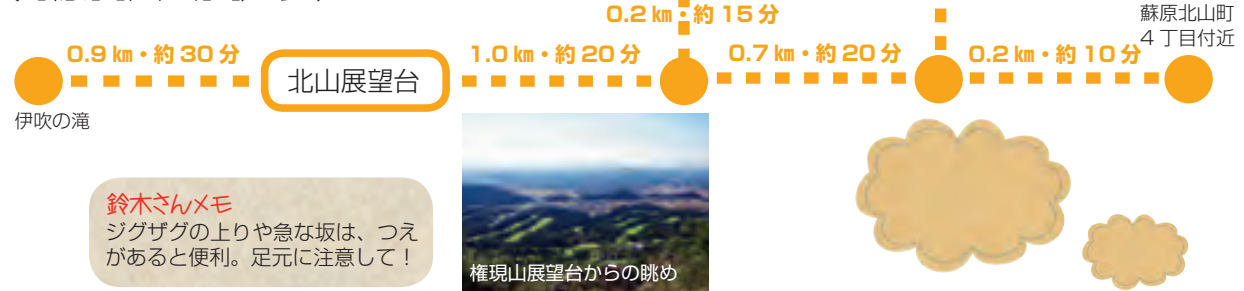 0.2 ㎞・約 15 分
蘇原北山町
4 丁目付近
0.9 ㎞・約 30 分
北山展望台
1.0 ㎞・約 20 分
0.7 ㎞・約 20 分
0.2 ㎞・約 10 分
伊吹の滝
鈴木さんメモ
ジグザグの上りや急な坂は、つえ
があると便利。足元に注意して！
権現山展望台からの眺め